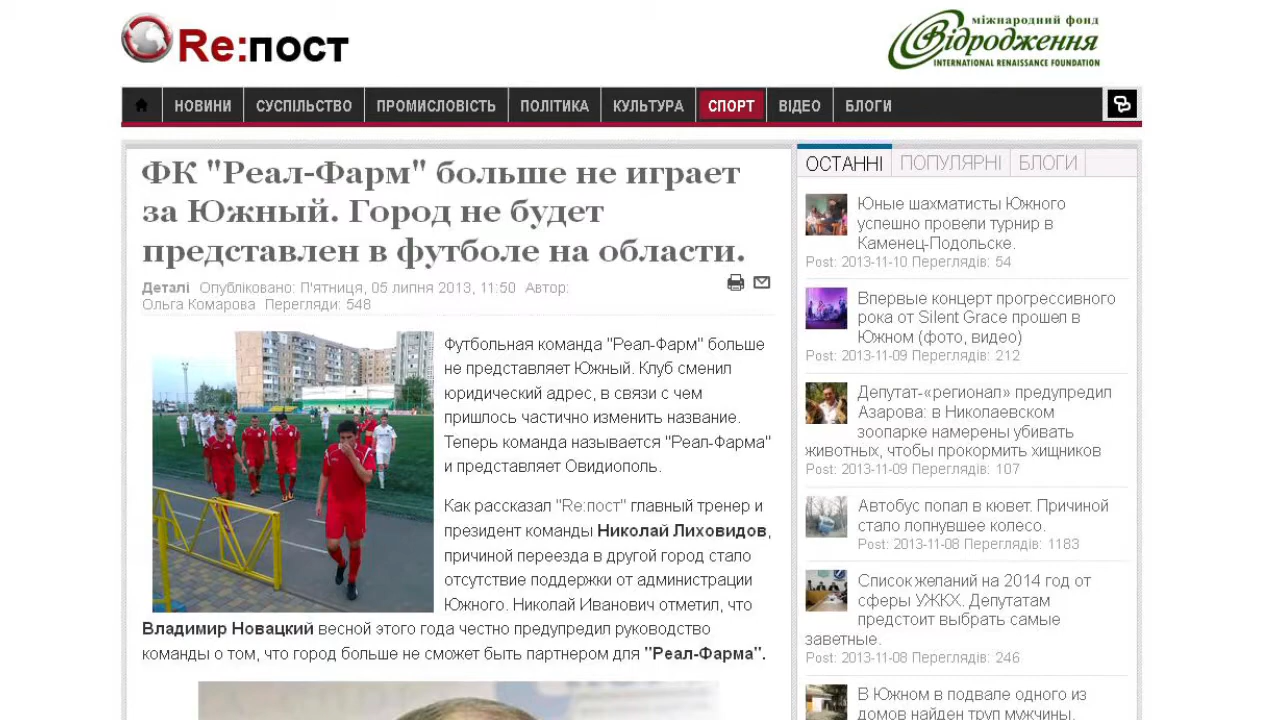 Re:пост
міжнародний фонд
Відродження
INTERNATIONAL RENAISSANCE FOUNDATION
НОВИНИ СУСПІЛЬСТВО ПРОМИСЛОВІСТЬ ПОЛІТИКА КУЛЬТУРА СПОРТ ВІДЕО БЛОГИ
ФК "Реал-Фарм" больше не играет
за Южный. Город не будет
представлен в футболе на области.
Деталі Опубліковано: П'ятниця, 05 липня 2013, 11:50 Автор:
Ольга Комарова Перегляди: 548
Футбольная команда "Реал-Фарм" больше
не представляет Южный. Клуб сменил
юридический адрес, в связи с чем
пришлось частично изменить название.
Теперь команда называется "Реал-Фарма"
и представляет Овидиополь.
Как рассказал "Re:пост" главный тренер и
президент команды Николай Лиховидов,
причиной переезда в другой город стало
отсутствие поддержки от администрации
Южного. Николай Иванович отметил, что
Владимир Новацкий весной этого года честно предупредил руководство
команды о том, что город больше не сможет быть партнером для "Реал-Фарма".
ОСТАННІ ПОПУЛЯРНІ БЛОГИ
Юные шахматисты Южного
успешно провели турнир в
Каменец-Подольске.
Post: 2013-11-10 Переглядів: 54
Впервые концерт прогрессивного
рока от Silent Grace прошел в
Южном (фото, видео)
Post: 2013-11-09 Переглядів: 212
Депутат-«регионал» предупредил
Азарова: в Николаевском
зоопарке намерены убивать
животных, чтобы прокормить хищников
Post: 2013-11-09 Переглядів: 107
Автобус попал в кювет. Причиной
стало лопнувшее колесо.
Post: 2013-11-08 Переглядів: 1183
Список желаний на 2014 год от
сферы УЖКХ. Депутатам
предстоит выбрать самые
заветные.
Post: 2013-11-08 Переглядів: 246
В Южном в подвале одного из
домов найден труп мужчины.